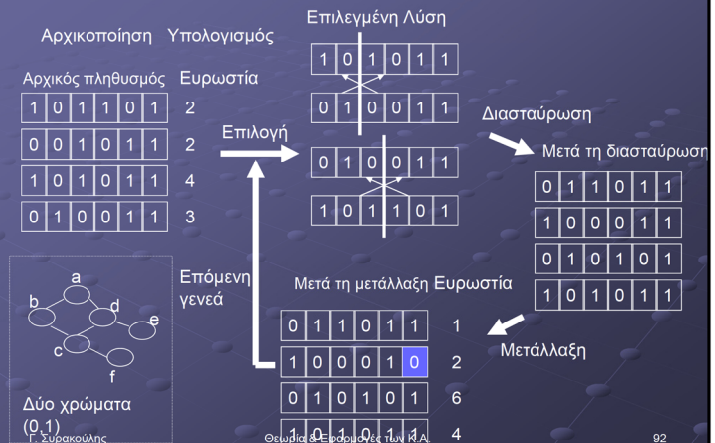 Αρχικοποίηση Υπολογισμός
Αρχικός πληθυσμός Ευρωστία
1 0 1 1 0 1 2
0 0 1 0 1 1 2
1 0 1 0 1 1 4
0 1 0 0 1 1 3
Επιλογή
Επιλεγμένη Λύση
1 0 1 0 1 1
0 1 0 0 1 1
0 1 0 0 1 1
1 0 1 1 0 1
Διασταύρωση
Μετά τη διασταύρωση
0 1 1 0 1 1
1 0 0 0 1 1
0 1 0 1 0 1
1 0 1 0 1 1
Μετάλλαξη
Μετά τη μετάλλαξη Ευρωστία
0 1 1 0 1 1 1
1 0 0 0 1 0 2
0 1 0 1 0 1 6
1 0 1 0 1 1 4
Επόμενη
γενεά
a
b
d
e
c
f
Δύο χρώματα
(0,1)
Γ. Συρακούλης
Θεωρία & Εφαρμογές των Κ.Α.
92